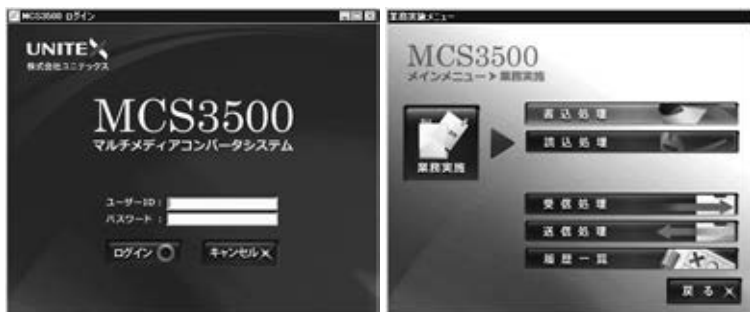 MCS3500 ログイン
UNITEX
株式会社ユニテックス
MCS3500
マルチメディアコンバータシステム
ユーザーID：
パスワード：
ログイン
キャンセル
業務実施メニュー
MCS3500
メインメニュー > 業務実施
業務実施
書込処理
読込処理
受信処理
送信処理
履歴一覧
戻る